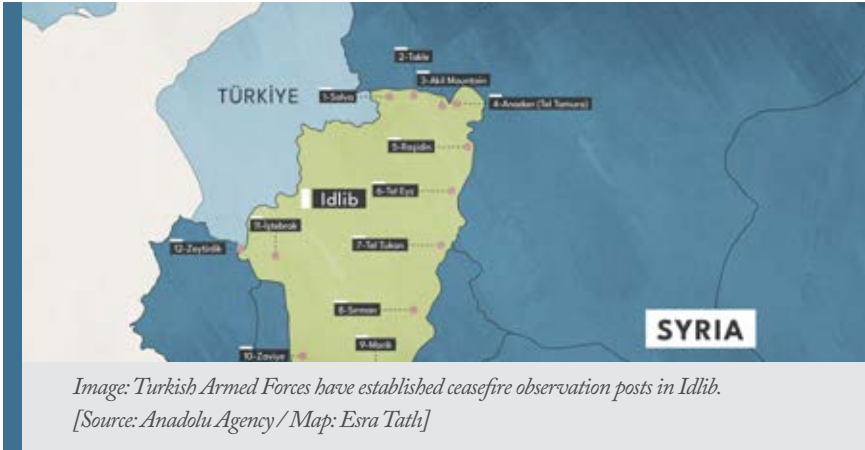 2-Takle
3-Akil Mountain
TÜRKİYE
1-Salva
4-Anadan (Tel Tamura)
5-Raşidin
Idlib
6-Tel Eys
11-İştebrak
12-Zeytinlik
7-Tel Tukan
8-Sırman
SYRIA
9-Morik
10-Zaviye
Image: Turkish Armed Forces have established ceasefire observation posts in Idlib.
[Source: Anadolu Agency / Map: Esra Tatlı]